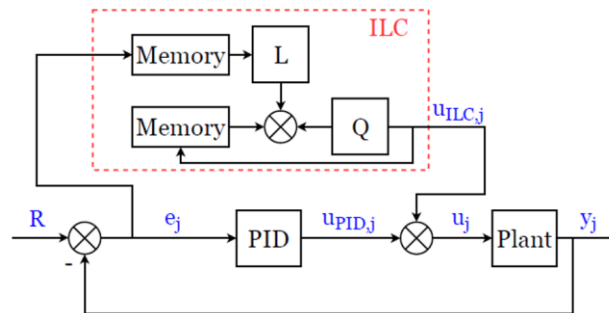 ILC
Memory
L
Memory
Q
u_ILC,j
R
e_j
PID
u_PID,j
u_j
Plant
y_j
-